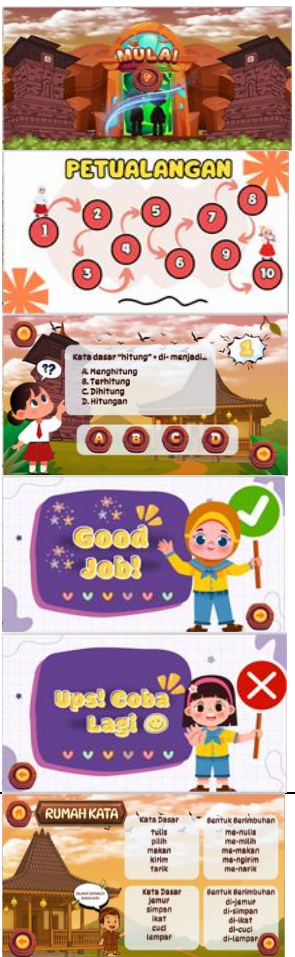 MULAI
PETUALANGAN
1
2
3
4
5
6
7
8
9
10
??
Kata dasar "hitung" + di- menjadi...
1
A. Menghitung
B. Terhitung
C. Dihitung
D. Hitungan
A B C D
Good
Job!
Ups! Coba
Lagi
RUMAH KATA
Kata Dasar
tulis
pilih
makan
kirim
tarik
Bentuk Berimbuhan
me-nulis
me-milih
me-makan
me-ngirim
me-narik
Kata Dasar
jemur
simpan
ikat
cuci
lempar
Bentuk Berimbuhan
di-jemur
di-simpan
di-ikat
di-cuci
di-lempar